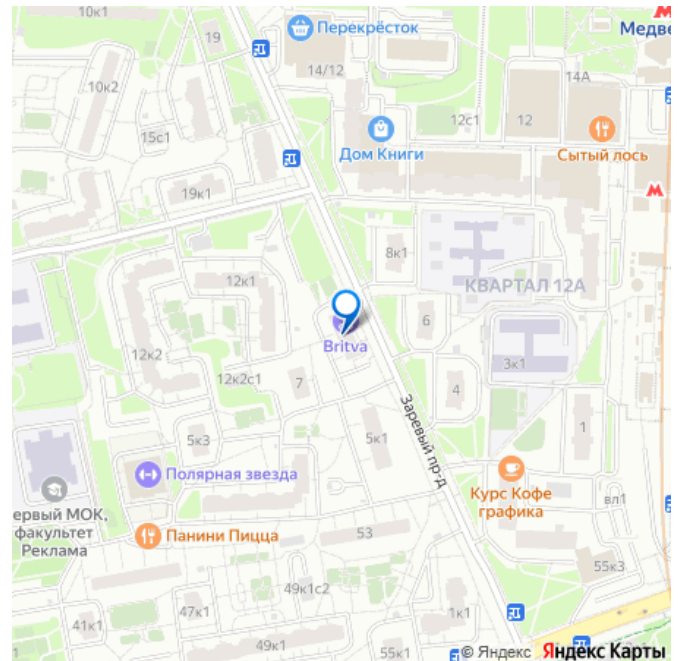 10к1
19
Перекрёсток
М
Медве
14/12
14А
10к2
12с1
12
15с1
Дом Книги
Сытый лось
19к1
М
8к1
12к1
КВАРТАЛ 12А
6
Britva
12к2
3к1
12к2с1
7
4
Заревый пр-д
1
5к3
5к1
Полярная звезда
Курс Кофе
графика
вл1
ервый МОК,
факультет
Реклама
Панини Пицца
53
55к3
49к1с2
47к1
1к1
41к1
49к1
55к1
© Яндекс Яндекс Карты